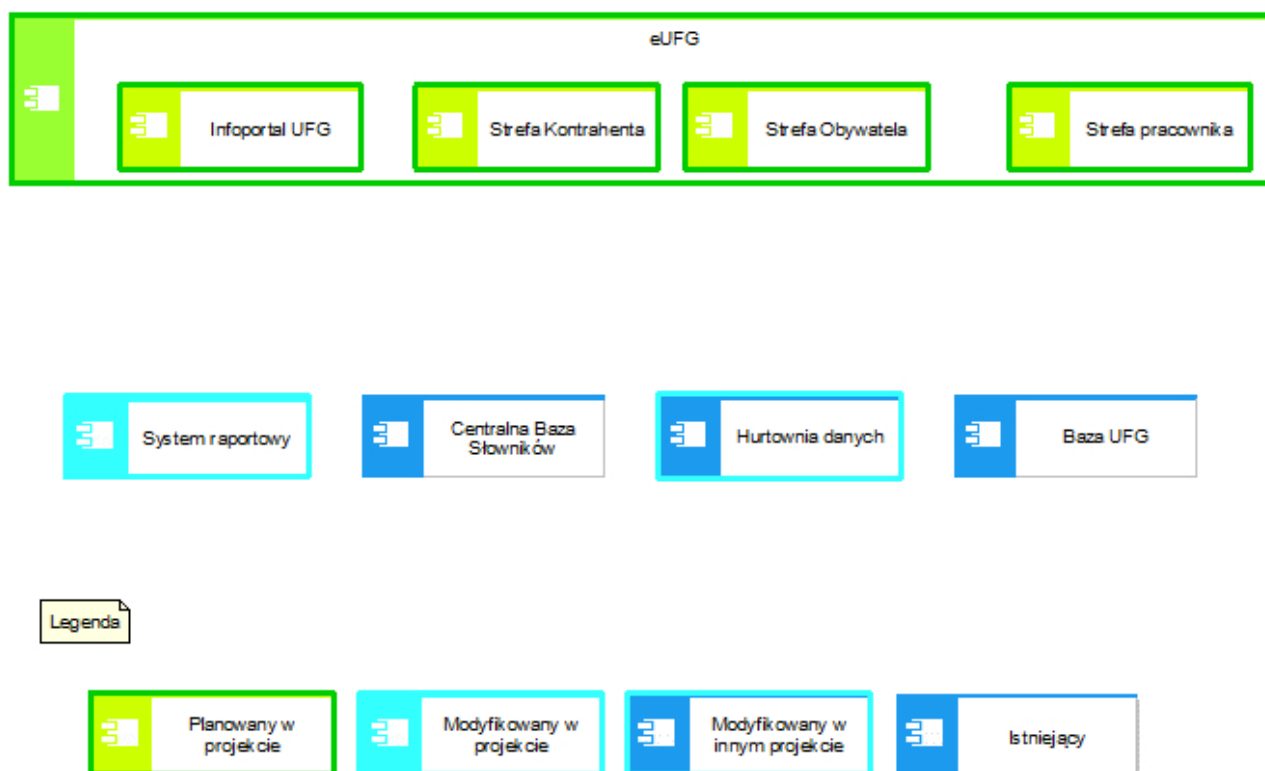 eUFG
Infoportal UFG
Strefa Kontrahenta
Strefa Obywatela
Strefa pracownika
System raportowy
Centralna Baza
Słowników
Hurtownia danych
Baza UFG
Legenda
Planowany w
projekcie
Modyfikowany w
projekcie
Modyfikowany w
innym projekcie
Istniejący